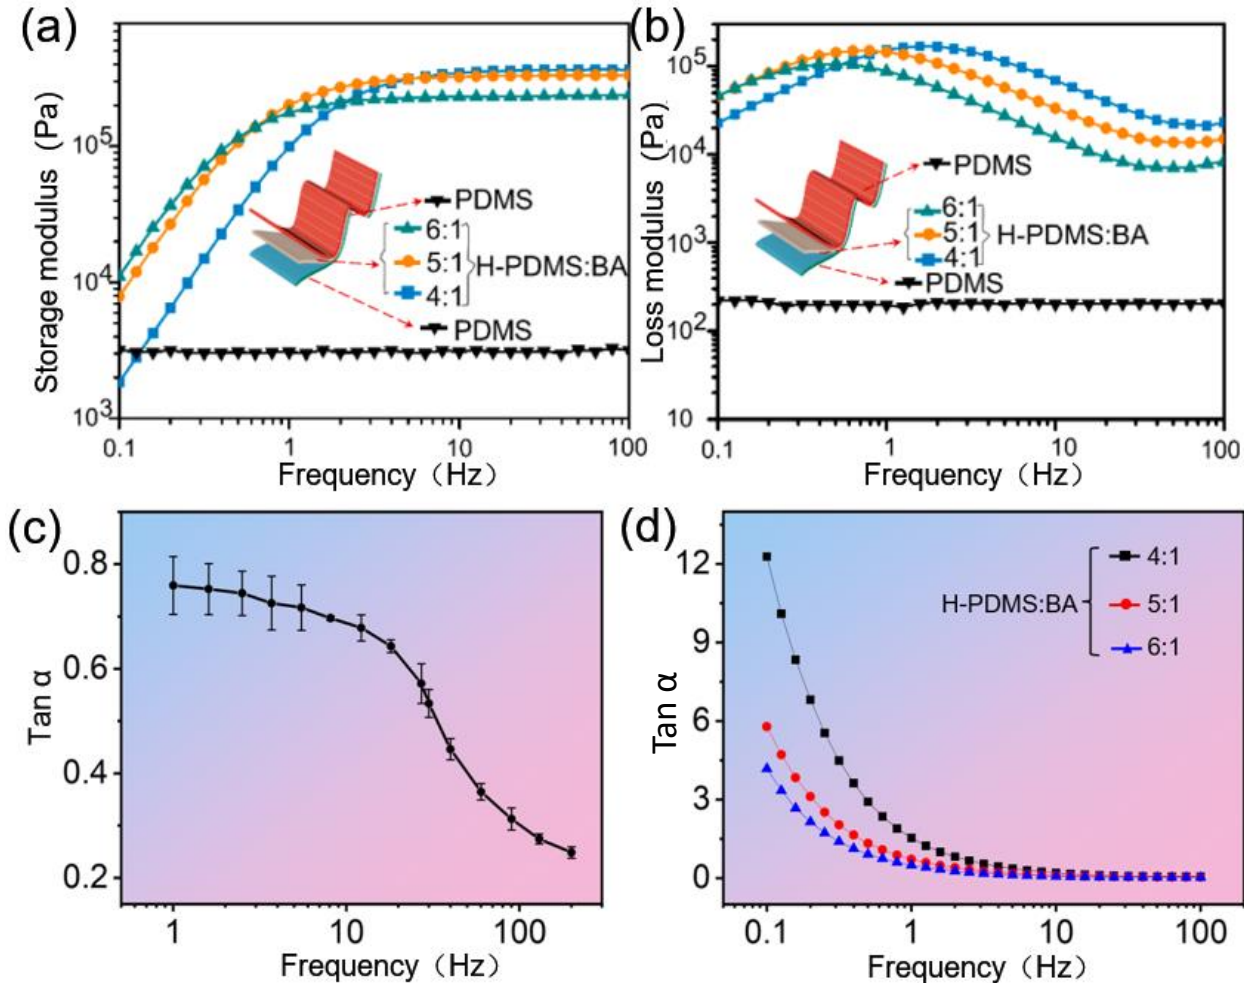 (a)
Storage modulus (Pa)
10⁵
10⁴
10³
PDMS
6:1
5:1
4:1
H-PDMS:BA
PDMS
0.1 1 10 100
Frequency（Hz）
(b)
Loss modulus (Pa)
10⁵
10⁴
10³
10²
10
PDMS
6:1
5:1
4:1
H-PDMS:BA
PDMS
0.1 1 10 100
Frequency（Hz）
(c)
Tan α
0.8
0.6
0.4
0.2
1 10 100
Frequency（Hz）
(d)
Tan α
12
9
6
3
0
H-PDMS:BA
4:1
5:1
6:1
0.1 1 10 100
Frequency（Hz）